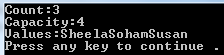 Count:3
Capacity:4
Values:SheelaSohamSusan
Press any key to continue